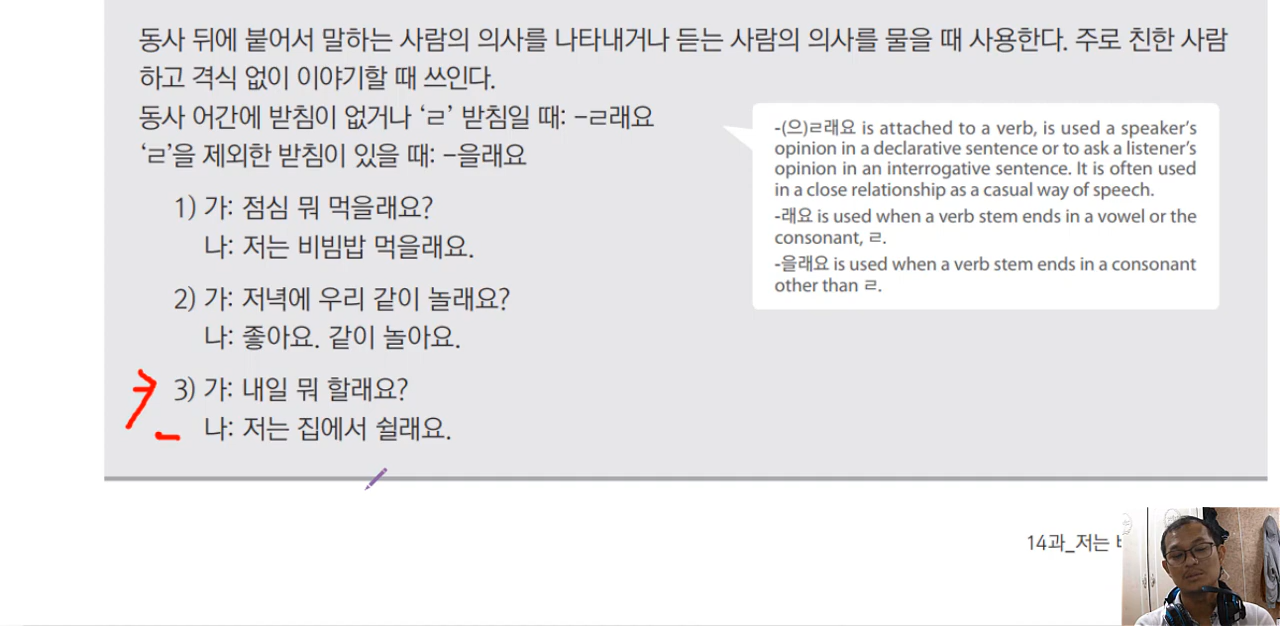 동사 뒤에 붙어서 말하는 사람의 의사를 나타내거나 듣는 사람의 의사를 물을 때 사용한다. 주로 친한 사람
하고 격식 없이 이야기할 때 쓰인다.
동사 어간에 받침이 없거나 ‘ㄹ’ 받침일 때: -ㄹ래요
‘ㄹ’을 제외한 받침이 있을 때: -을래요
1) 가: 점심 뭐 먹을래요?
나: 저는 비빔밥 먹을래요.
2) 가: 저녁에 우리 같이 놀래요?
나: 좋아요. 같이 놀아요.
3) 가: 내일 뭐 할래요?
나: 저는 집에서 쉴래요.
-(으)ㄹ래요 is attached to a verb, is used a speaker’s
opinion in a declarative sentence or to ask a listener’s
opinion in an interrogative sentence. It is often used
in a close relationship as a casual way of speech.
-래요 is used when a verb stem ends in a vowel or the
consonant, ㄹ.
-을래요 is used when a verb stem ends in a consonant
other than ㄹ.
14과_저는